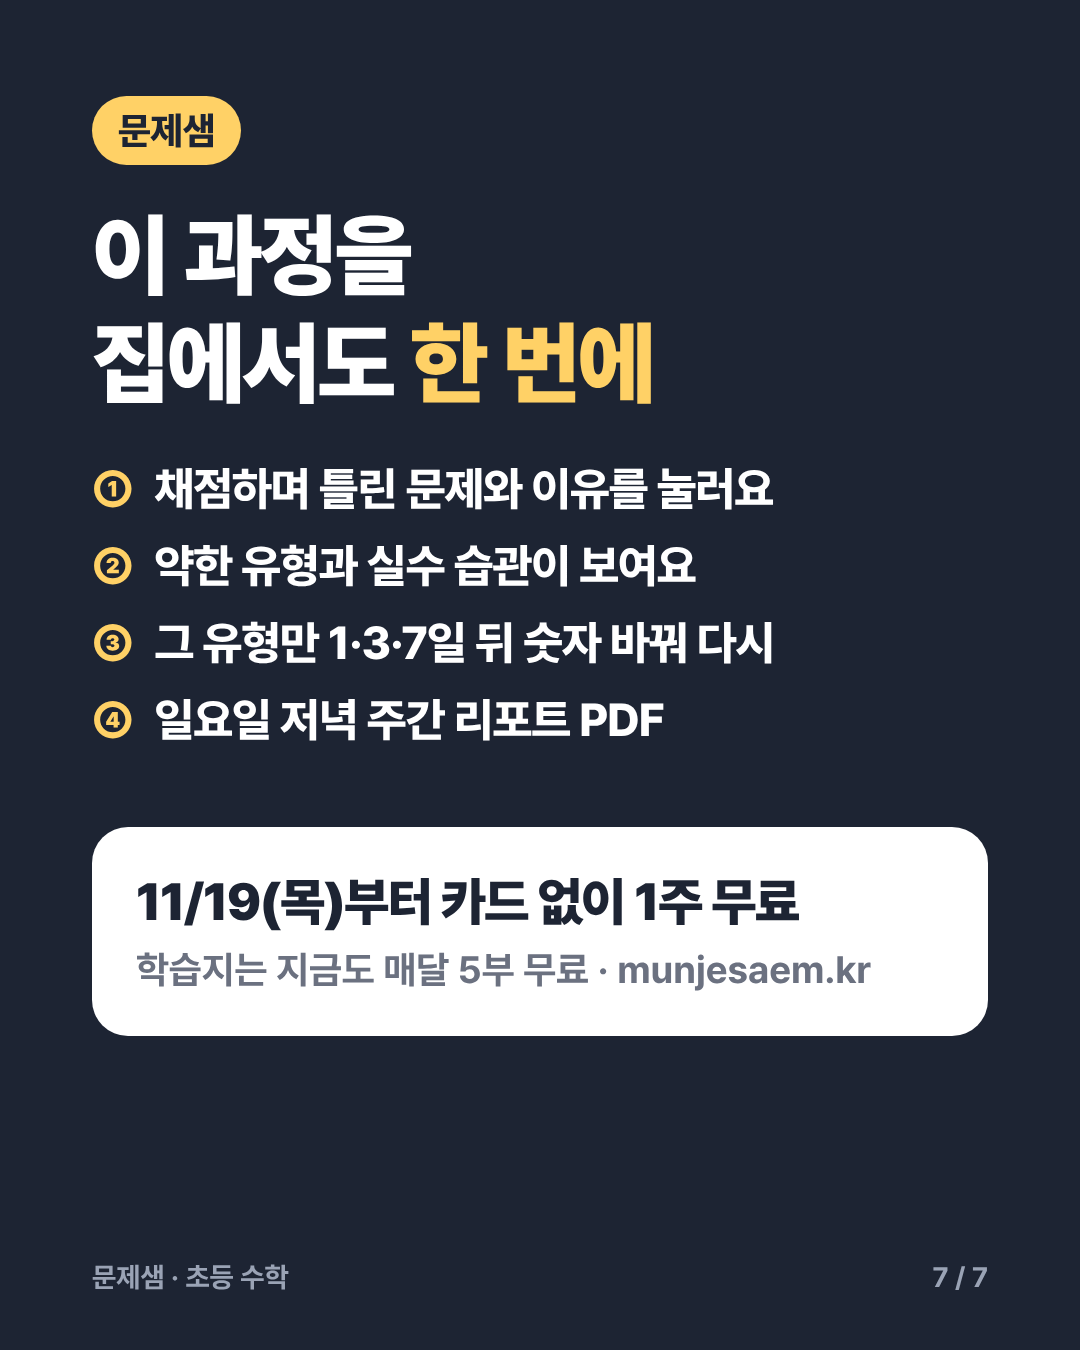 문제샘
이 과정을
집에서도 한 번에
① 채점하며 틀린 문제와 이유를 눌러요
② 약한 유형과 실수 습관이 보여요
③ 그 유형만 1·3·7일 뒤 숫자 바꿔 다시
④ 일요일 저녁 주간 리포트 PDF
11/19(목)부터 카드 없이 1주 무료
학습지는 지금도 매달 5부 무료 · munjesaem.kr
문제샘 · 초등 수학
7 / 7